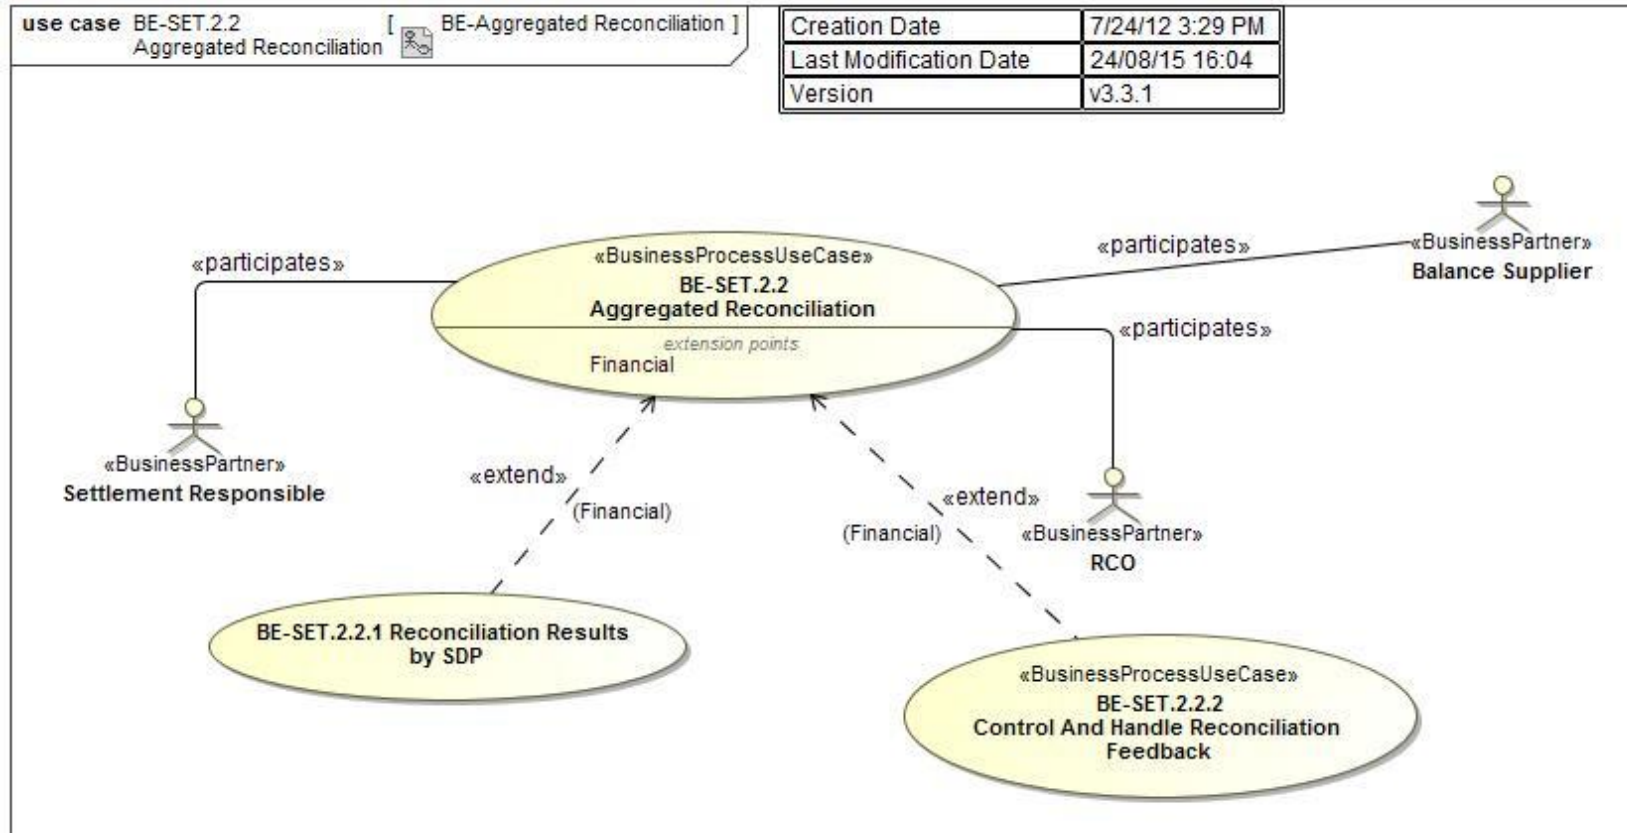 use case BE-SET.2.2 [ BE-Aggregated Reconciliation ]
Aggregated Reconciliation
Creation Date 7/24/12 3:29 PM
Last Modification Date 24/08/15 16:04
Version v3.3.1
«participates»
«BusinessPartner»
Balance Supplier
«participates»
«BusinessProcessUseCase»
BE-SET.2.2
Aggregated Reconciliation
extension points
Financial
«participates»
«BusinessPartner»
Settlement Responsible
«extend»
(Financial)
«extend»
(Financial)
«BusinessPartner»
RCO
BE-SET.2.2.1 Reconciliation Results
by SDP
«BusinessProcessUseCase»
BE-SET.2.2.2
Control And Handle Reconciliation
Feedback